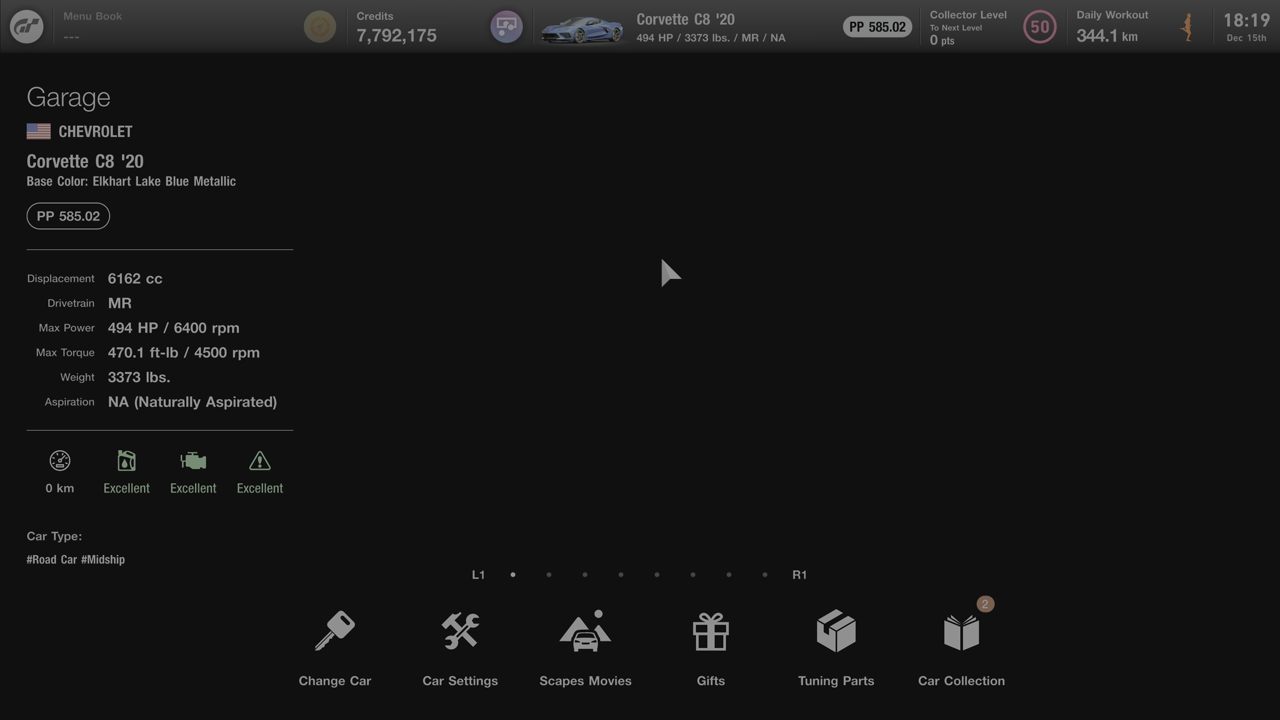 Menu Book
---
Credits
7,792,175
Corvette C8 '20
494 HP / 3373 lbs. / MR / NA
PP 585.02
Collector Level
To Next Level
0 pts
50
Daily Workout
344.1 km
18:19
Dec 15th
Garage
CHEVROLET
Corvette C8 '20
Base Color: Elkhart Lake Blue Metallic
PP 585.02
Displacement 6162 cc
Drivetrain MR
Max Power 494 HP / 6400 rpm
Max Torque 470.1 ft-lb / 4500 rpm
Weight 3373 lbs.
Aspiration NA (Naturally Aspirated)
0 km Excellent Excellent Excellent
Car Type:
#Road Car #Midship
L1 R1
2
Change Car Car Settings Scapes Movies Gifts Tuning Parts Car Collection